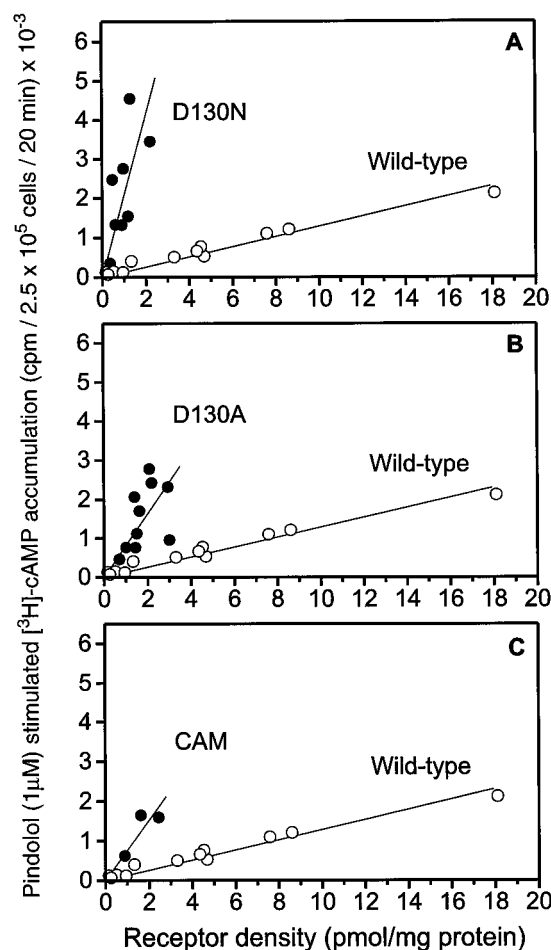 Pindolol (1μM) stimulated [³H]-cAMP accumulation (cpm / 2.5 x 10⁵ cells / 20 min) x 10⁻³
A
6
5
4
3
2
1
0
D130N
Wild-type
0 2 4 6 8 10 12 14 16 18 20
B
6
5
4
3
2
1
0
D130A
Wild-type
0 2 4 6 8 10 12 14 16 18 20
C
6
5
4
3
2
1
0
CAM
Wild-type
0 2 4 6 8 10 12 14 16 18 20
Receptor density (pmol/mg protein)